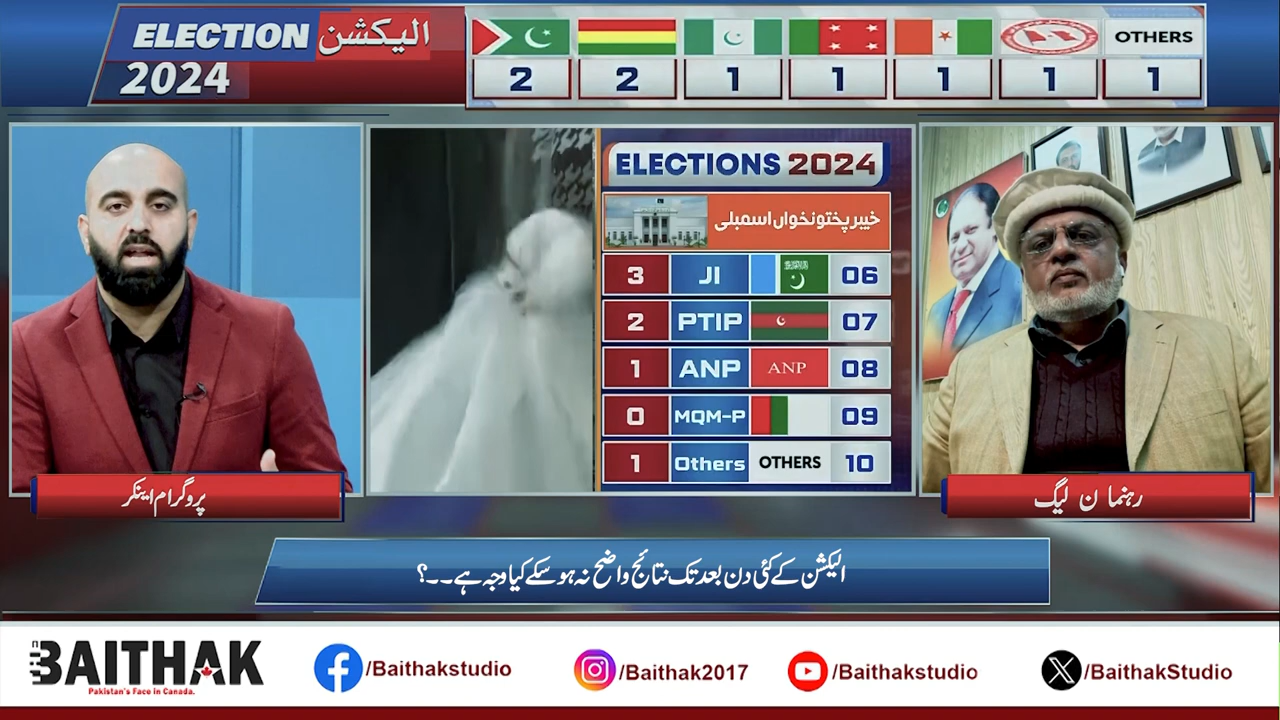 ELECTION الیکشن
2024
OTHERS
2 2 1 1 1 1 1
ELECTIONS 2024
خیبر پختونخواں اسمبلی
3 JI 06
2 PTIP 07
1 ANP ANP 08
0 MQM-P 09
1 Others OTHERS 10
پروگرام اینکر
رہنما ن لیگ
الیکشن کے کئی دن بعد تک نتائج واضح نہ ہو سکے کیا وجہ ہے۔۔؟
BAITHAK
Pakistan's Face in Canada.
/Baithakstudio
/Baithak2017
/Baithakstudio
/BaithakStudio